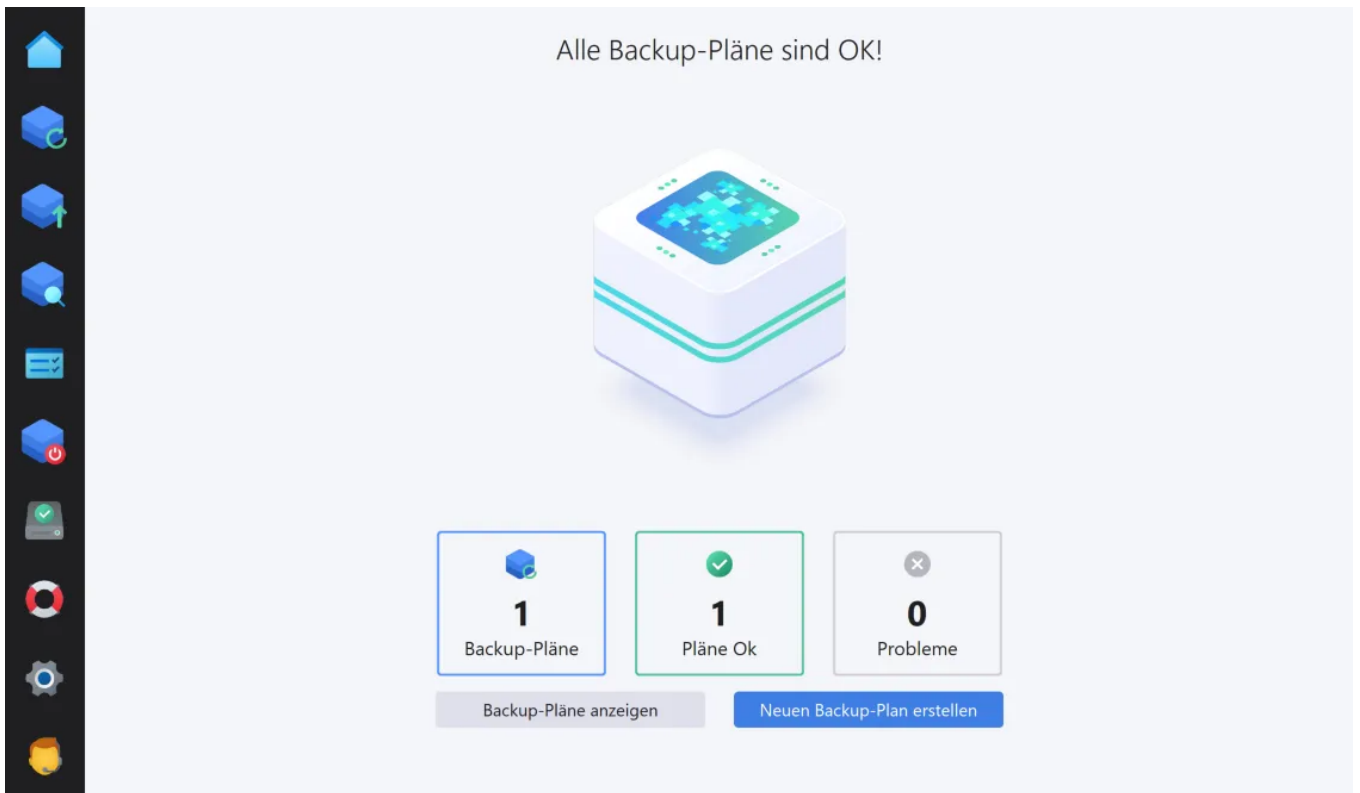 Alle Backup-Pläne sind OK!
1
Backup-Pläne
1
Pläne Ok
0
Probleme
Backup-Pläne anzeigen
Neuen Backup-Plan erstellen